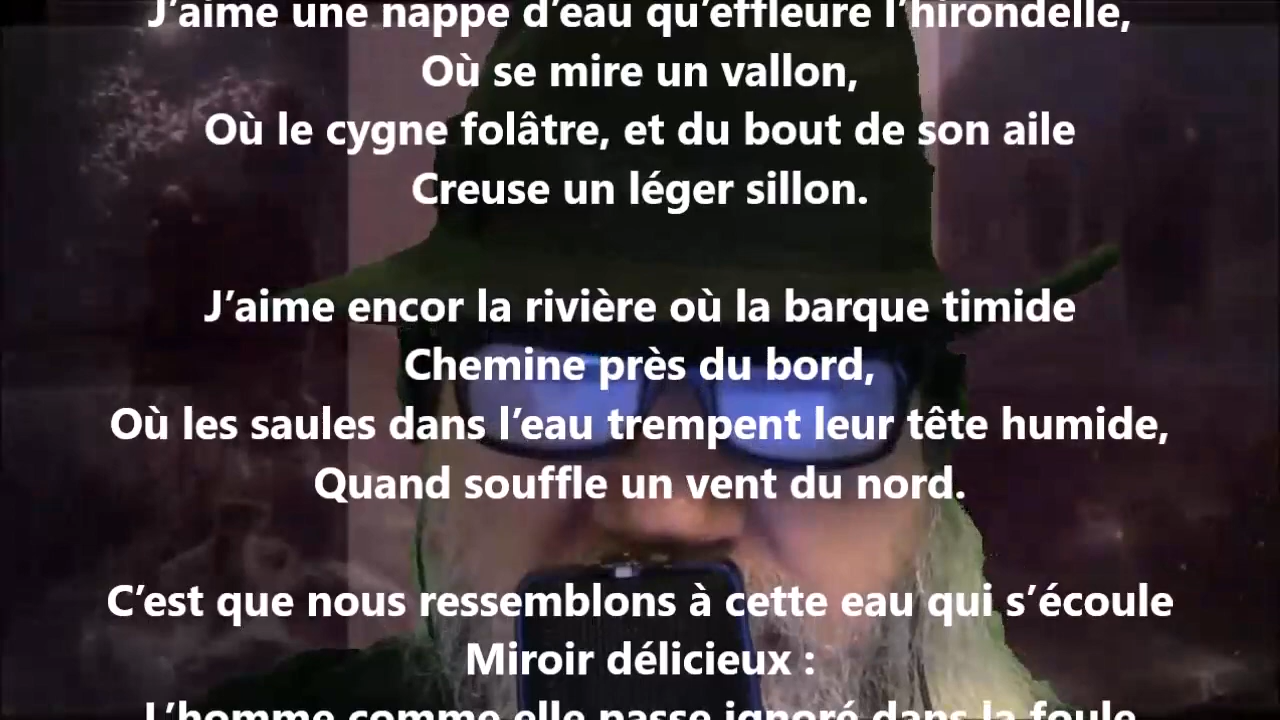 J’aime une nappe d’eau qu’effleure l’hirondelle,
Où se mire un vallon,
Où le cygne folâtre, et du bout de son aile
Creuse un léger sillon.
J’aime encor la rivière où la barque timide
Chemine près du bord,
Où les saules dans l’eau trempent leur tête humide,
Quand souffle un vent du nord.
C’est que nous ressemblons à cette eau qui s’écoule
Miroir délicieux :
L’homme comme elle passe ignoré dans la foule